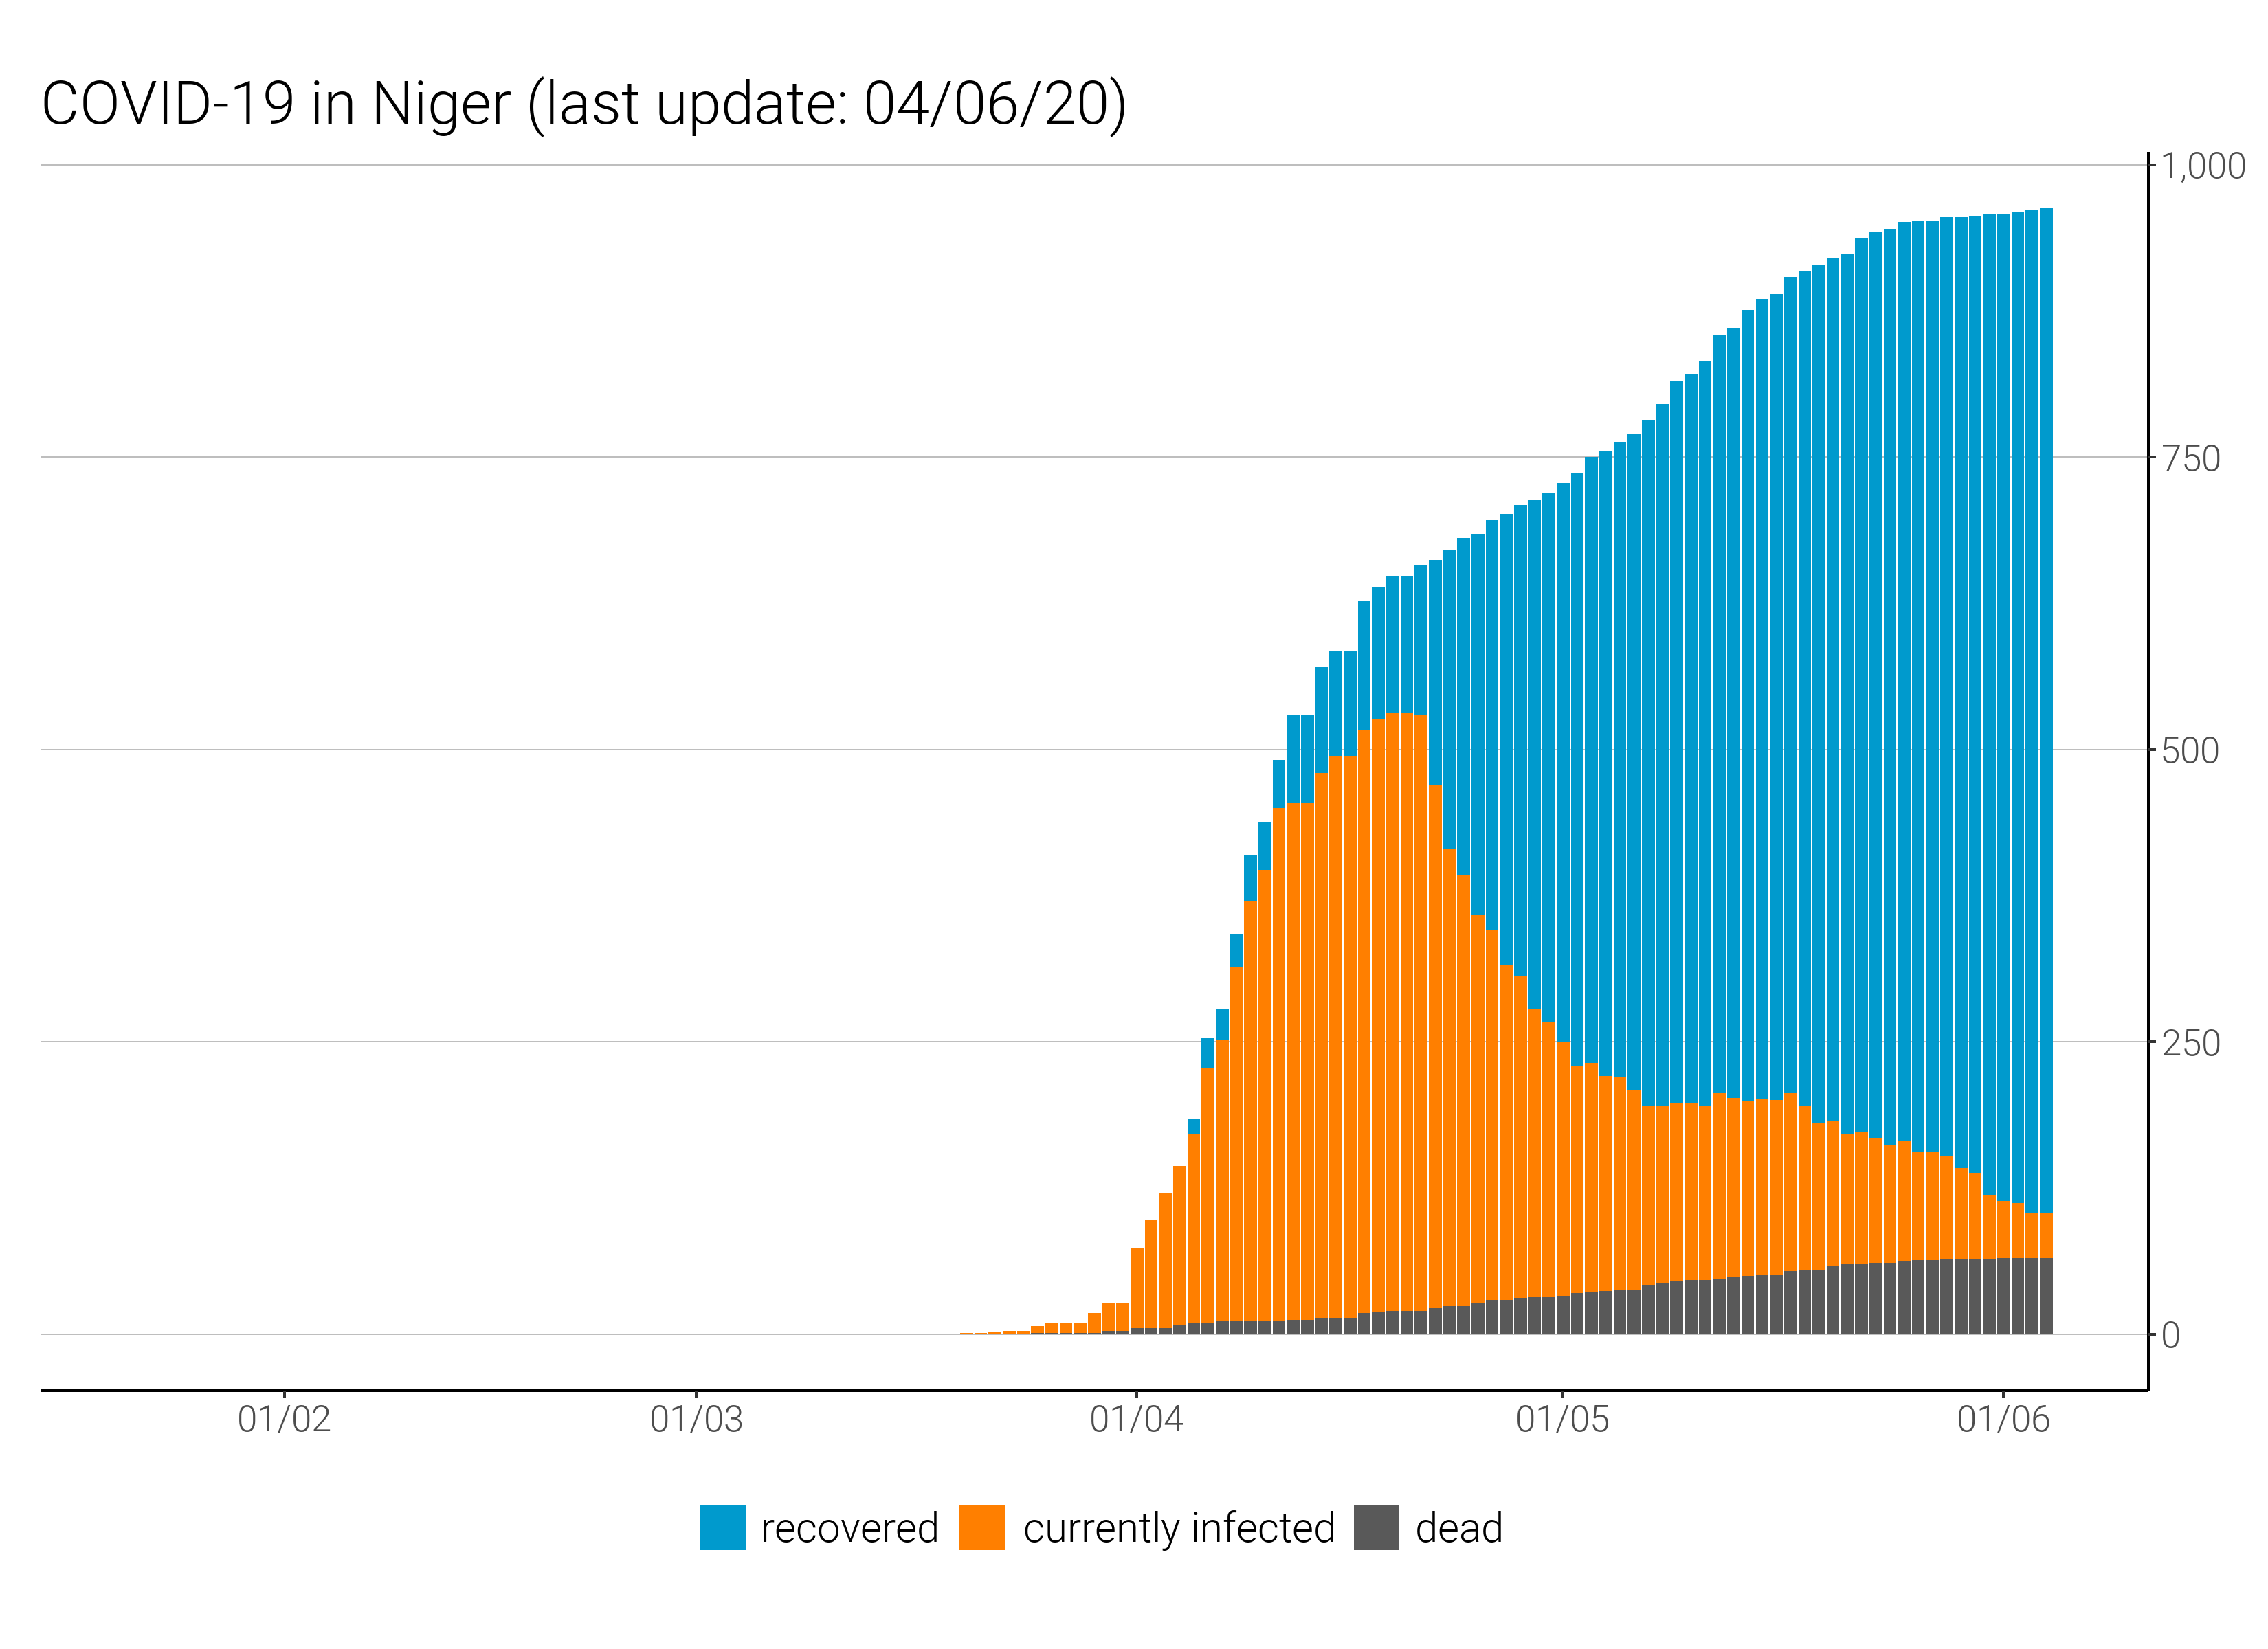 COVID-19 in Niger (last update: 04/06/20)
1,000
750
500
250
0
01/02 01/03 01/04 01/05 01/06
recovered currently infected dead